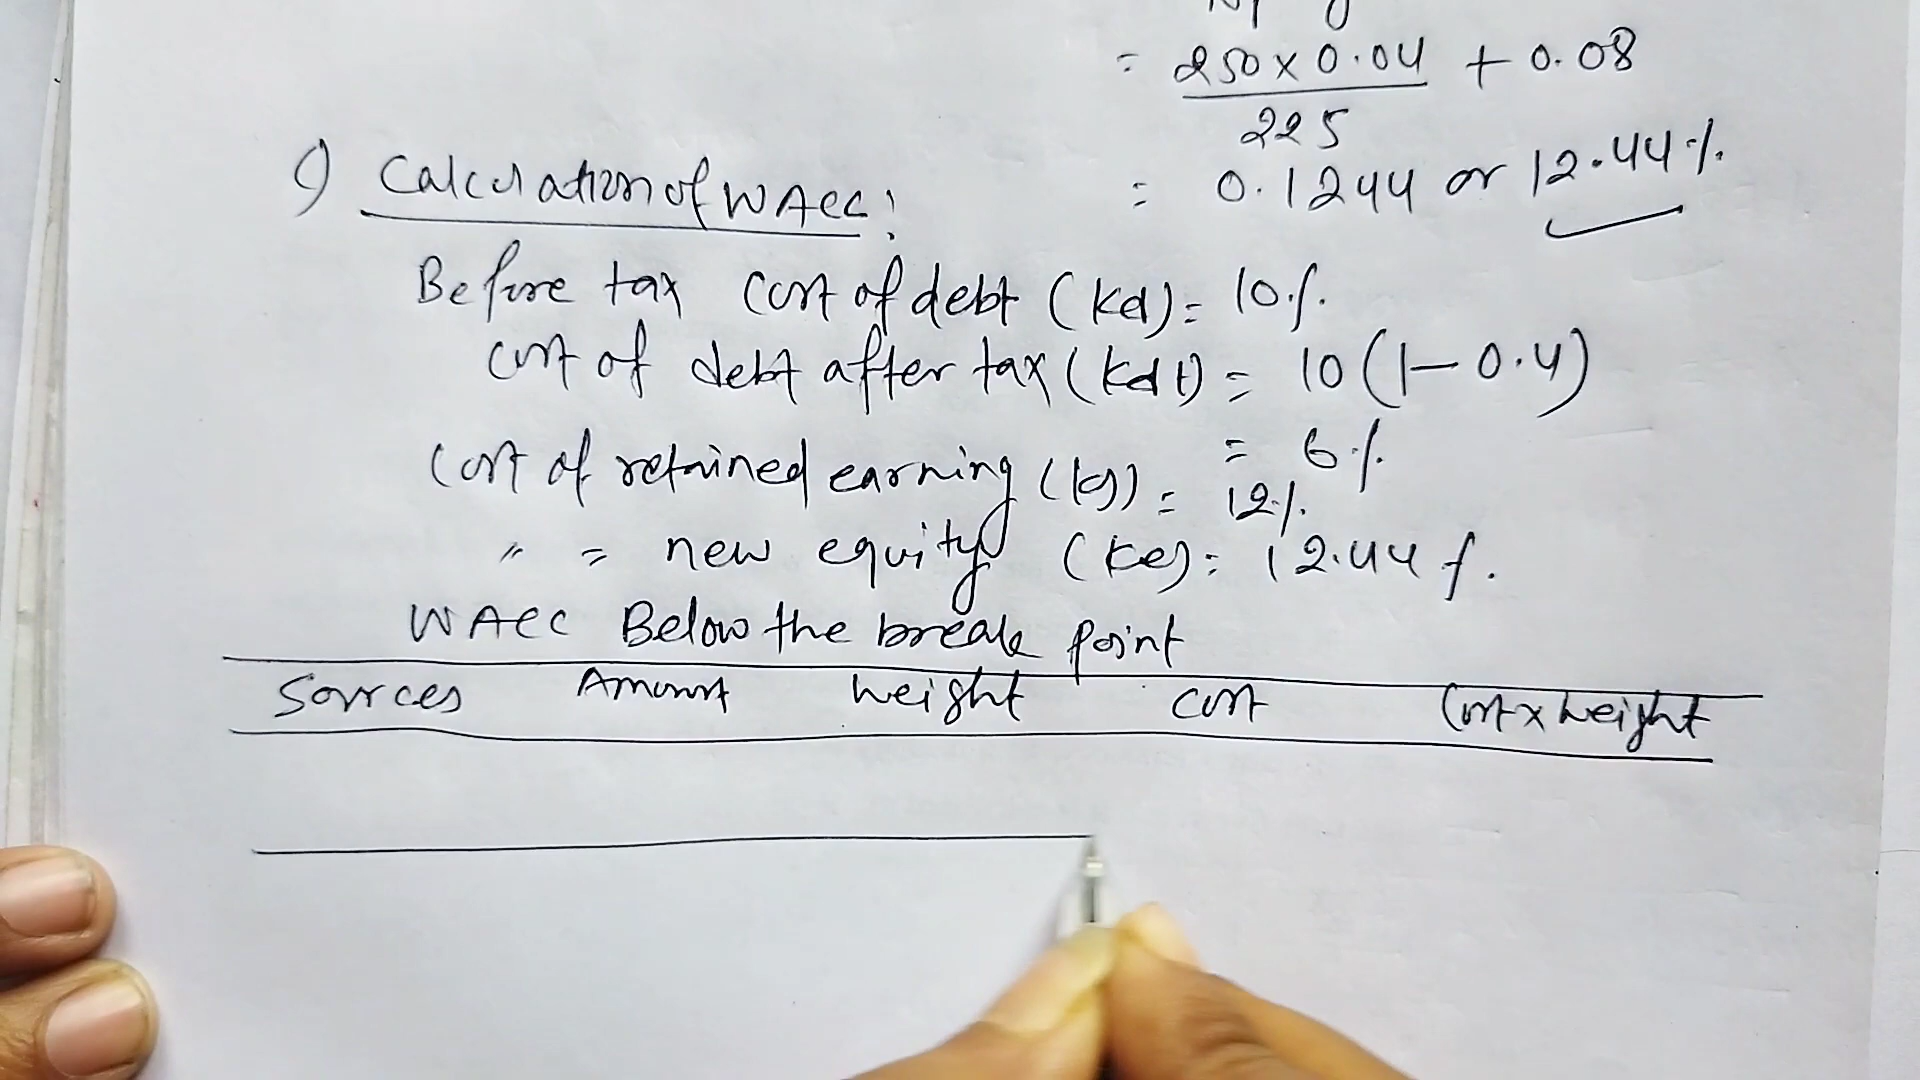 = 250 x 0.04 + 0.08
225
= 0.1244 or 12.44%
c) Calculation of WACC:
Before tax cost of debt (Kd) = 10%
cost of debt after tax (Kdt) = 10 (1 - 0.4)
= 6%
Cost of retained earning (ks) = 12%
" = new equity (Ke) = 12.44%.
WACC Below the break point
Sources Amount weight cost Cost x weight